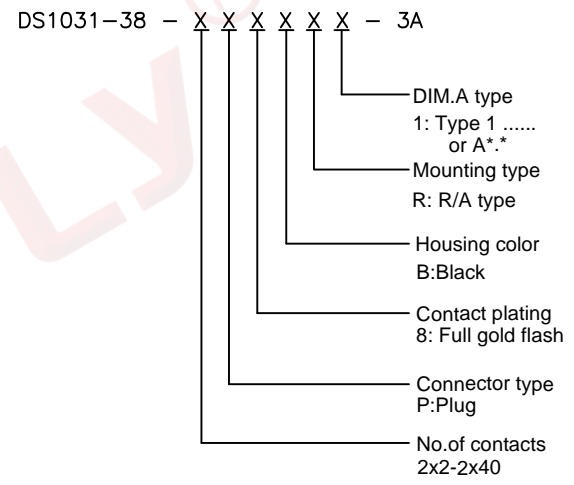 DS1031-38 - X X X X X X - 3A
DIM.A type
1: Type 1 ......
or A*.*
Mounting type
R: R/A type
Housing color
B:Black
Contact plating
8: Full gold flash
Connector type
P:Plug
No.of contacts
2x2-2x40